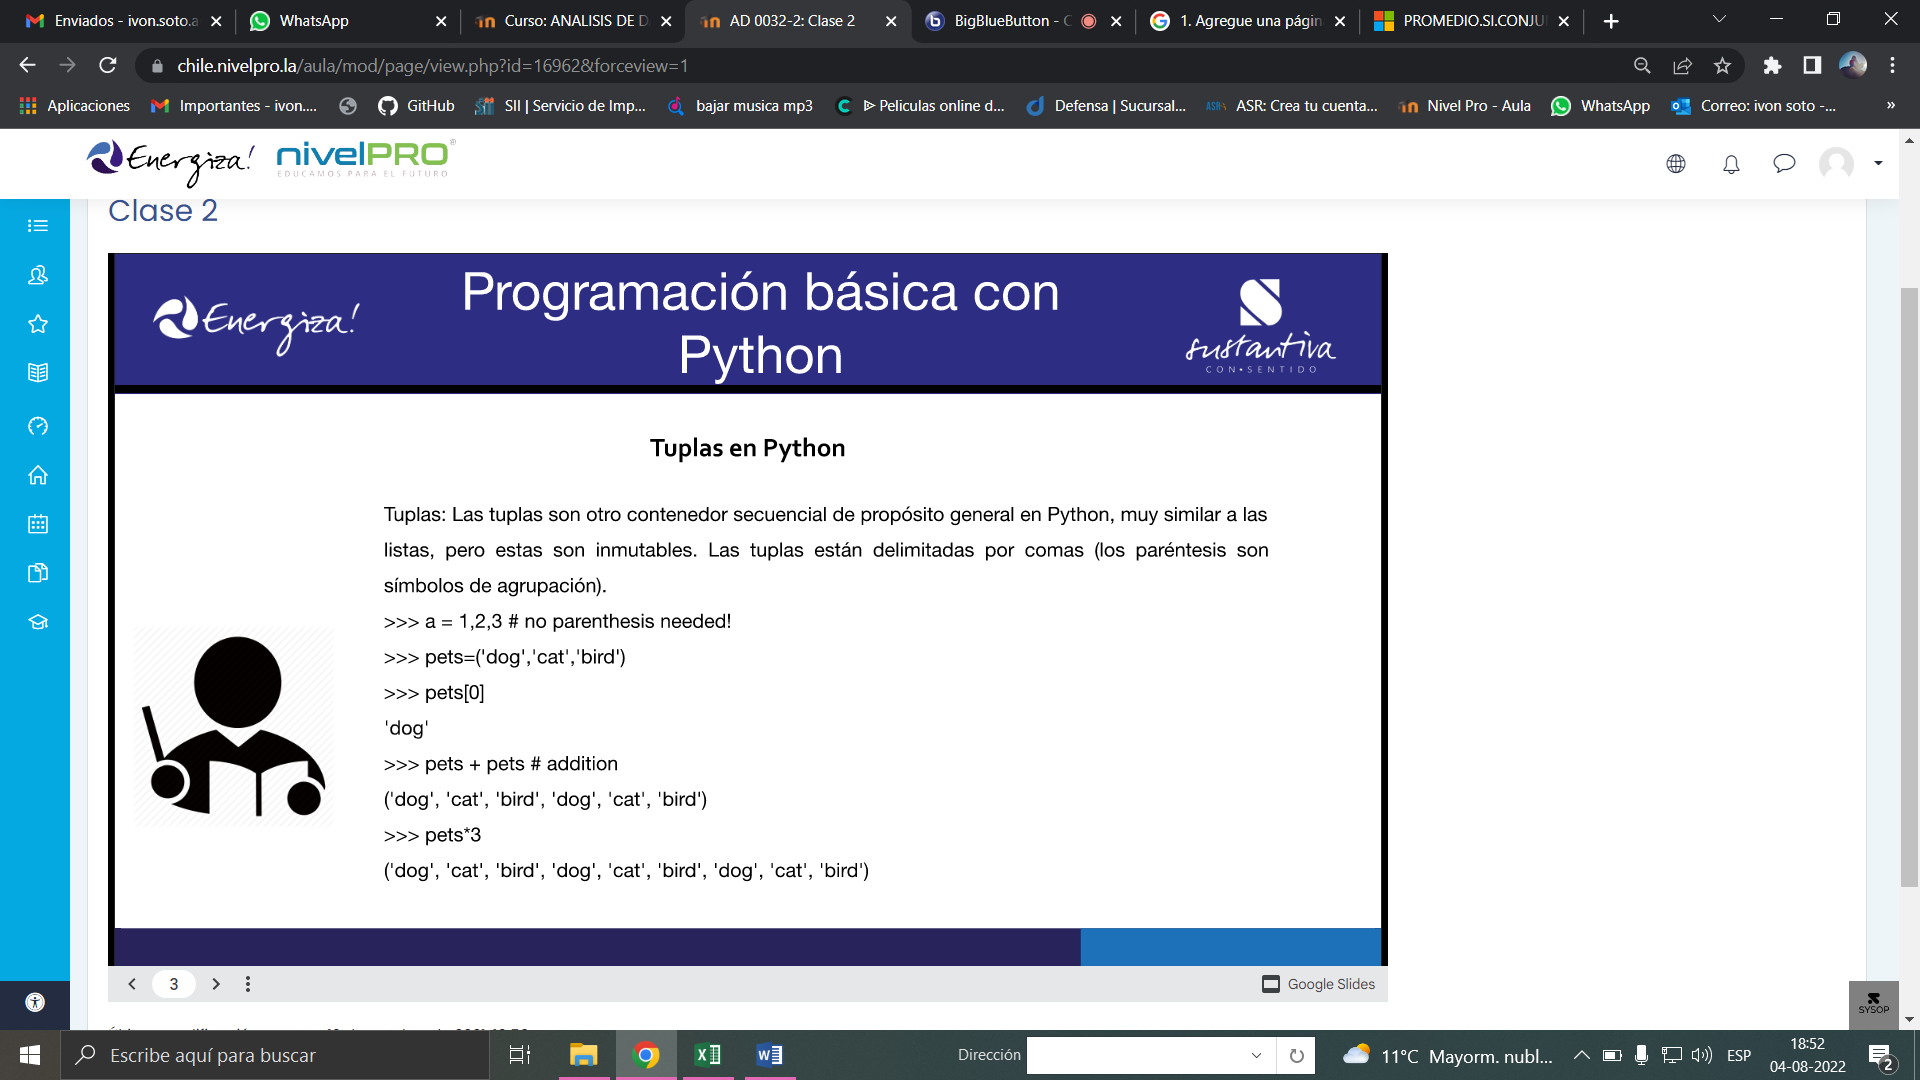 Enviados - ivon.soto.a
WhatsApp
Curso: ANALISIS DE D
AD 0032-2: Clase 2
BigBlueButton - C
1. Agregue una págin
PROMEDIO.SI.CONJU
chile.nivelpro.la/aula/mod/page/view.php?id=16962&forceview=1
Aplicaciones
Importantes - ivon....
GitHub
SII | Servicio de Imp...
bajar musica mp3
Peliculas online d...
Defensa | Sucursal...
ASR: Crea tu cuenta...
Nivel Pro - Aula
WhatsApp
Correo: ivon soto -...
»
Energiza!
nivelPRO
EDUCAMOS PARA EL FUTURO
Clase 2
Energiza!
Programación básica con
Python
sustantiva
CON•SENTIDO
Tuplas en Python
Tuplas: Las tuplas son otro contenedor secuencial de propósito general en Python, muy similar a las
listas, pero estas son inmutables. Las tuplas están delimitadas por comas (los paréntesis son
símbolos de agrupación).
>>> a = 1,2,3 # no parenthesis needed!
>>> pets=('dog','cat','bird')
>>> pets[0]
'dog'
>>> pets + pets # addition
('dog', 'cat', 'bird', 'dog', 'cat', 'bird')
>>> pets*3
('dog', 'cat', 'bird', 'dog', 'cat', 'bird', 'dog', 'cat', 'bird')
3
Google Slides
SYSOP
Escribe aquí para buscar
Dirección
11°C Mayorm. nubl...
ESP
18:52
04-08-2022
2